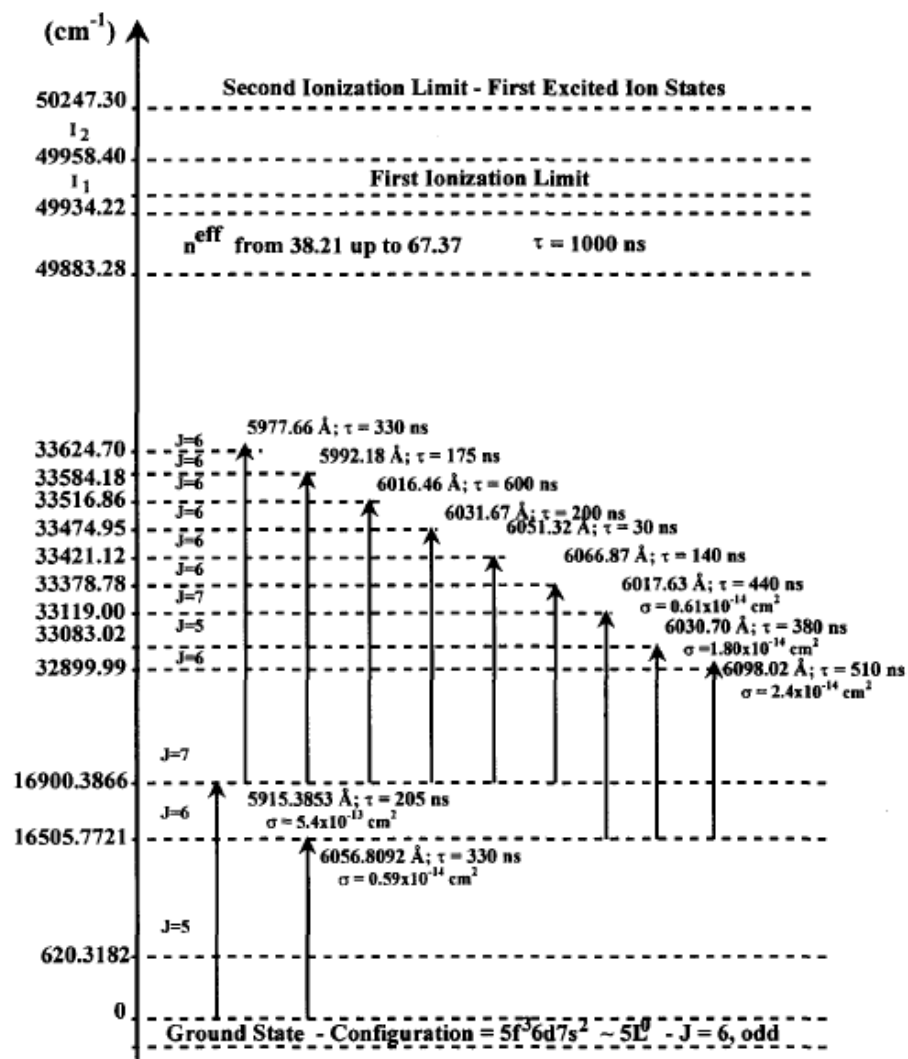 (cm⁻¹)
Second Ionization Limit - First Excited Ion States
50247.30
I₂
49958.40
I₁
First Ionization Limit
49934.22
n^eff from 38.21 up to 67.37 τ = 1000 ns
49883.28
5977.66 Å; τ = 330 ns
J=6
33624.70
J=6
5992.18 Å; τ = 175 ns
33584.18
J=6
6016.46 Å; τ = 600 ns
33516.86
J=6
6031.67 Å; τ = 200 ns
33474.95
6051.32 Å; τ = 30 ns
J=6
33421.12
6066.87 Å; τ = 140 ns
J=6
33378.78
6017.63 Å; τ = 440 ns
J=7
σ = 0.61x10⁻¹⁴ cm²
33119.00
6030.70 Å; τ = 380 ns
33083.02
J=5
σ =1.80x10⁻¹⁴ cm²
J=6
32899.99
6098.02 Å; τ = 510 ns
σ = 2.4x10⁻¹⁴ cm²
J=7
16900.3866
5915.3853 Å; τ = 205 ns
J=6
σ = 5.4x10⁻¹³ cm²
16505.7721
6056.8092 Å; τ = 330 ns
σ = 0.59x10⁻¹⁴ cm²
J=5
620.3182
0
Ground State - Configuration = 5f³6d7s² ~ 5L⁰ - J = 6, odd